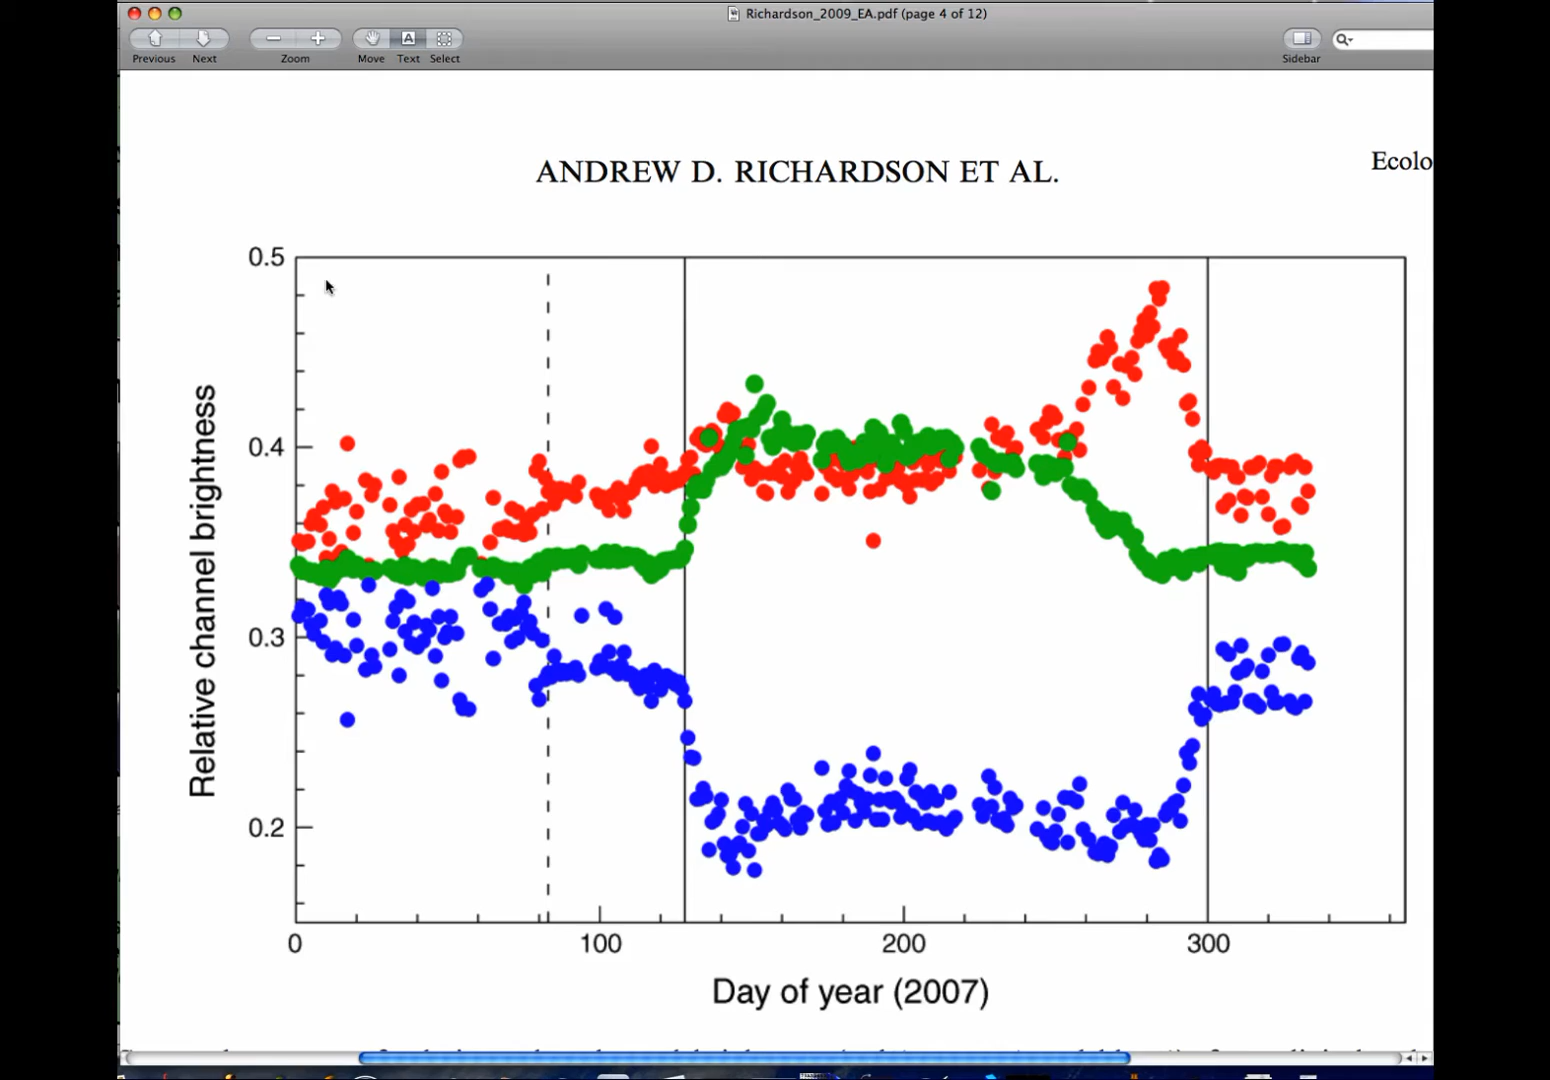 Richardson_2009_EA.pdf (page 4 of 12)
Previous Next Zoom Move Text Select Sidebar
A
ANDREW D. RICHARDSON ET AL.
Ecolo
0.5
0.4
0.3
0.2
Relative channel brightness
0 100 200 300
Day of year (2007)